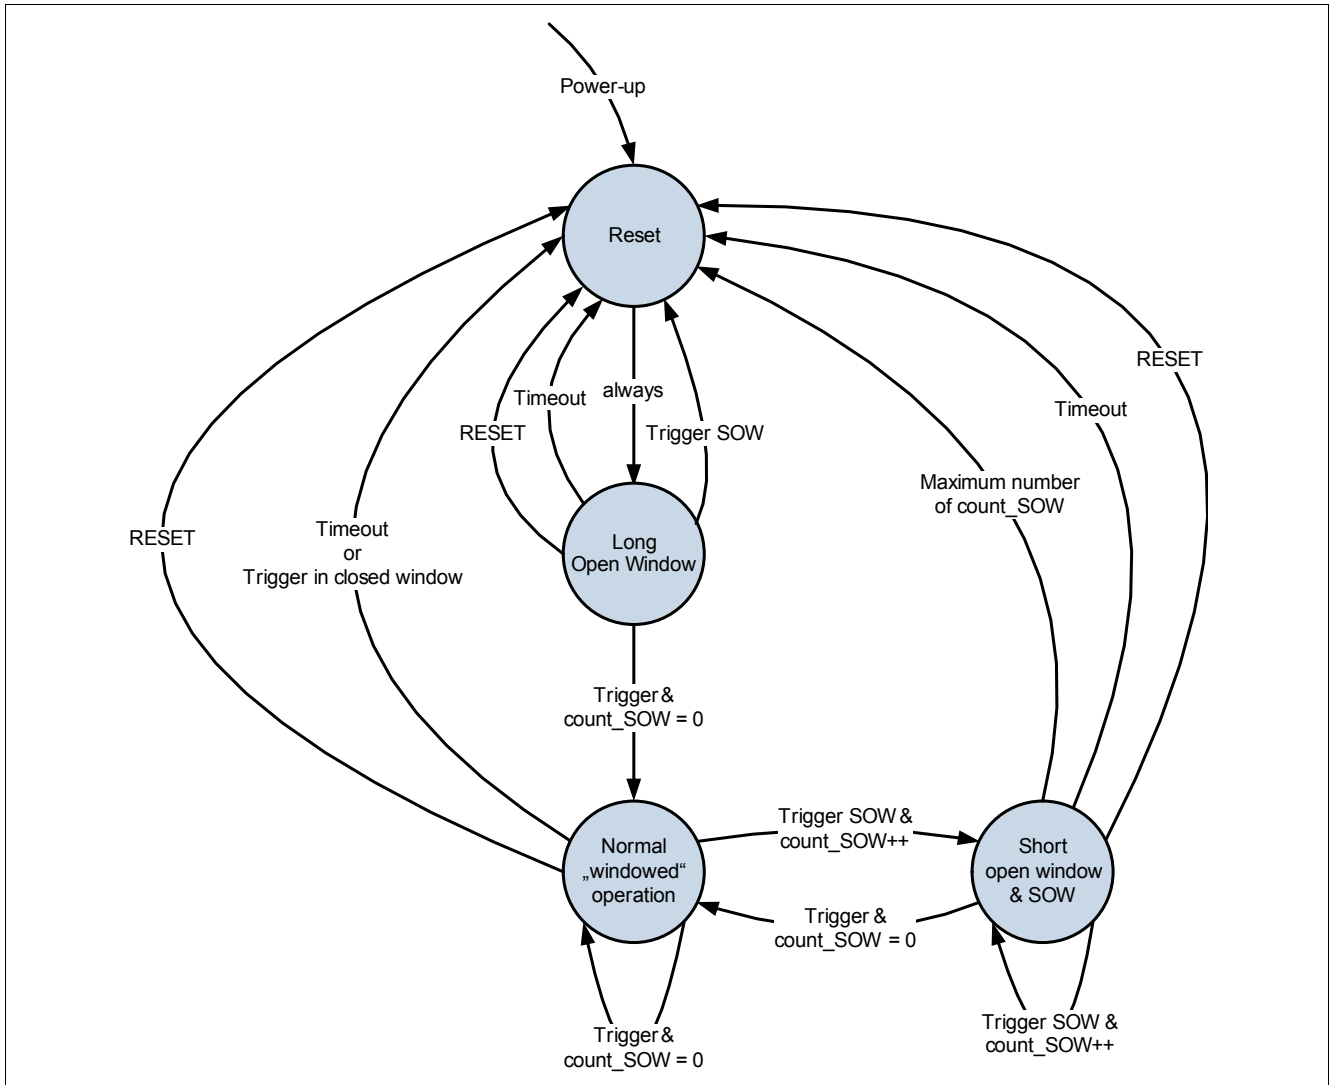 Power-up
Reset
RESET
Timeout
always
Timeout
RESET
Trigger SOW
Maximum number
of count_SOW
RESET
Timeout
or
Trigger in closed window
Long
Open Window
Trigger &
count_SOW = 0
Normal
„windowed“
operation
Trigger SOW &
count_SOW++
Short
open window
& SOW
Trigger &
count_SOW = 0
Trigger &
count_SOW = 0
Trigger SOW &
count_SOW++